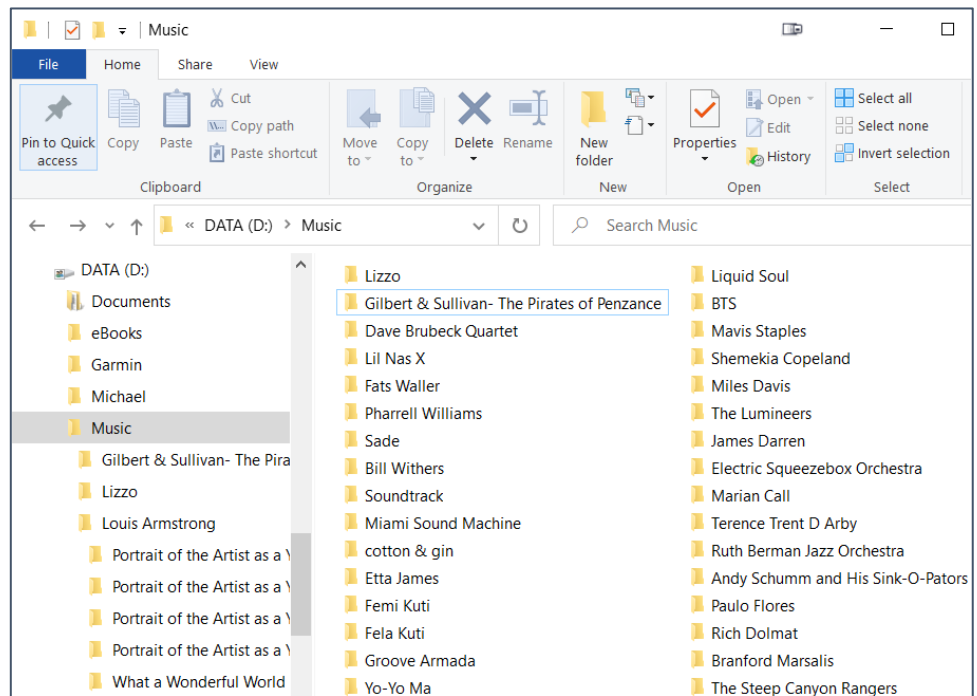 Music
File Home Share View
Pin to Quick access
Copy
Paste
Cut
Copy path
Paste shortcut
Clipboard
Move to
Copy to
Delete
Rename
Organize
New folder
New
Properties
Open
Edit
History
Open
Select all
Select none
Invert selection
Select
« DATA (D:) > Music
Search Music
DATA (D:)
Documents
eBooks
Garmin
Michael
Music
Gilbert & Sullivan- The Pira
Lizzo
Louis Armstrong
Portrait of the Artist as a Y
Portrait of the Artist as a Y
Portrait of the Artist as a Y
Portrait of the Artist as a Y
What a Wonderful World
Lizzo
Gilbert & Sullivan- The Pirates of Penzance
Dave Brubeck Quartet
Lil Nas X
Fats Waller
Pharrell Williams
Sade
Bill Withers
Soundtrack
Miami Sound Machine
cotton & gin
Etta James
Femi Kuti
Fela Kuti
Groove Armada
Yo-Yo Ma
Liquid Soul
BTS
Mavis Staples
Shemekia Copeland
Miles Davis
The Lumineers
James Darren
Electric Squeezebox Orchestra
Marian Call
Terence Trent D Arby
Ruth Berman Jazz Orchestra
Andy Schumm and His Sink-O-Pators
Paulo Flores
Rich Dolmat
Branford Marsalis
The Steep Canyon Rangers